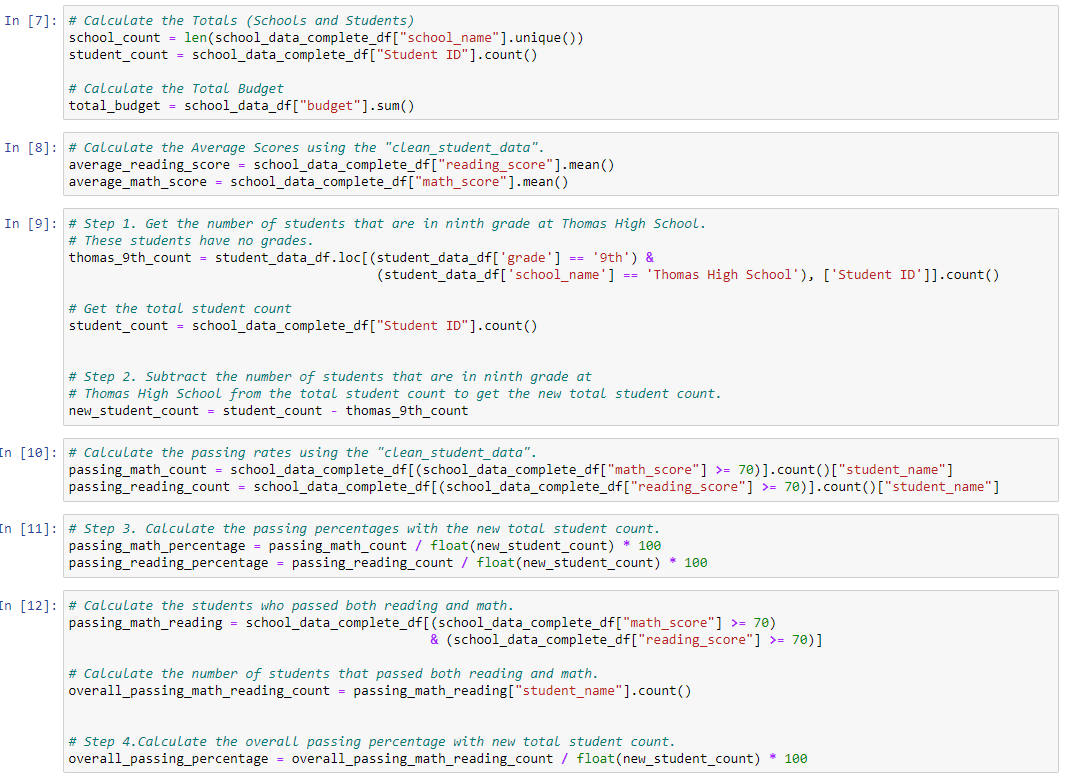 In [7]: # Calculate the Totals (Schools and Students)
school_count = len(school_data_complete_df["school_name"].unique())
student_count = school_data_complete_df["Student ID"].count()
# Calculate the Total Budget
total_budget = school_data_df["budget"].sum()
In [8]: # Calculate the Average Scores using the "clean_student_data".
average_reading_score = school_data_complete_df["reading_score"].mean()
average_math_score = school_data_complete_df["math_score"].mean()
In [9]: # Step 1. Get the number of students that are in ninth grade at Thomas High School.
# These students have no grades.
thomas_9th_count = student_data_df.loc[(student_data_df['grade'] == '9th') &
(student_data_df['school_name'] == 'Thomas High School'), ['Student ID']].count()
# Get the total student count
student_count = school_data_complete_df["Student ID"].count()
# Step 2. Subtract the number of students that are in ninth grade at
# Thomas High School from the total student count to get the new total student count.
new_student_count = student_count - thomas_9th_count
In [10]: # Calculate the passing rates using the "clean_student_data".
passing_math_count = school_data_complete_df[(school_data_complete_df["math_score"] >= 70)].count()["student_name"]
passing_reading_count = school_data_complete_df[(school_data_complete_df["reading_score"] >= 70)].count()["student_name"]
In [11]: # Step 3. Calculate the passing percentages with the new total student count.
passing_math_percentage = passing_math_count / float(new_student_count) * 100
passing_reading_percentage = passing_reading_count / float(new_student_count) * 100
In [12]: # Calculate the students who passed both reading and math.
passing_math_reading = school_data_complete_df[(school_data_complete_df["math_score"] >= 70)
& (school_data_complete_df["reading_score"] >= 70)]
# Calculate the number of students that passed both reading and math.
overall_passing_math_reading_count = passing_math_reading["student_name"].count()
# Step 4.Calculate the overall passing percentage with new total student count.
overall_passing_percentage = overall_passing_math_reading_count / float(new_student_count) * 100